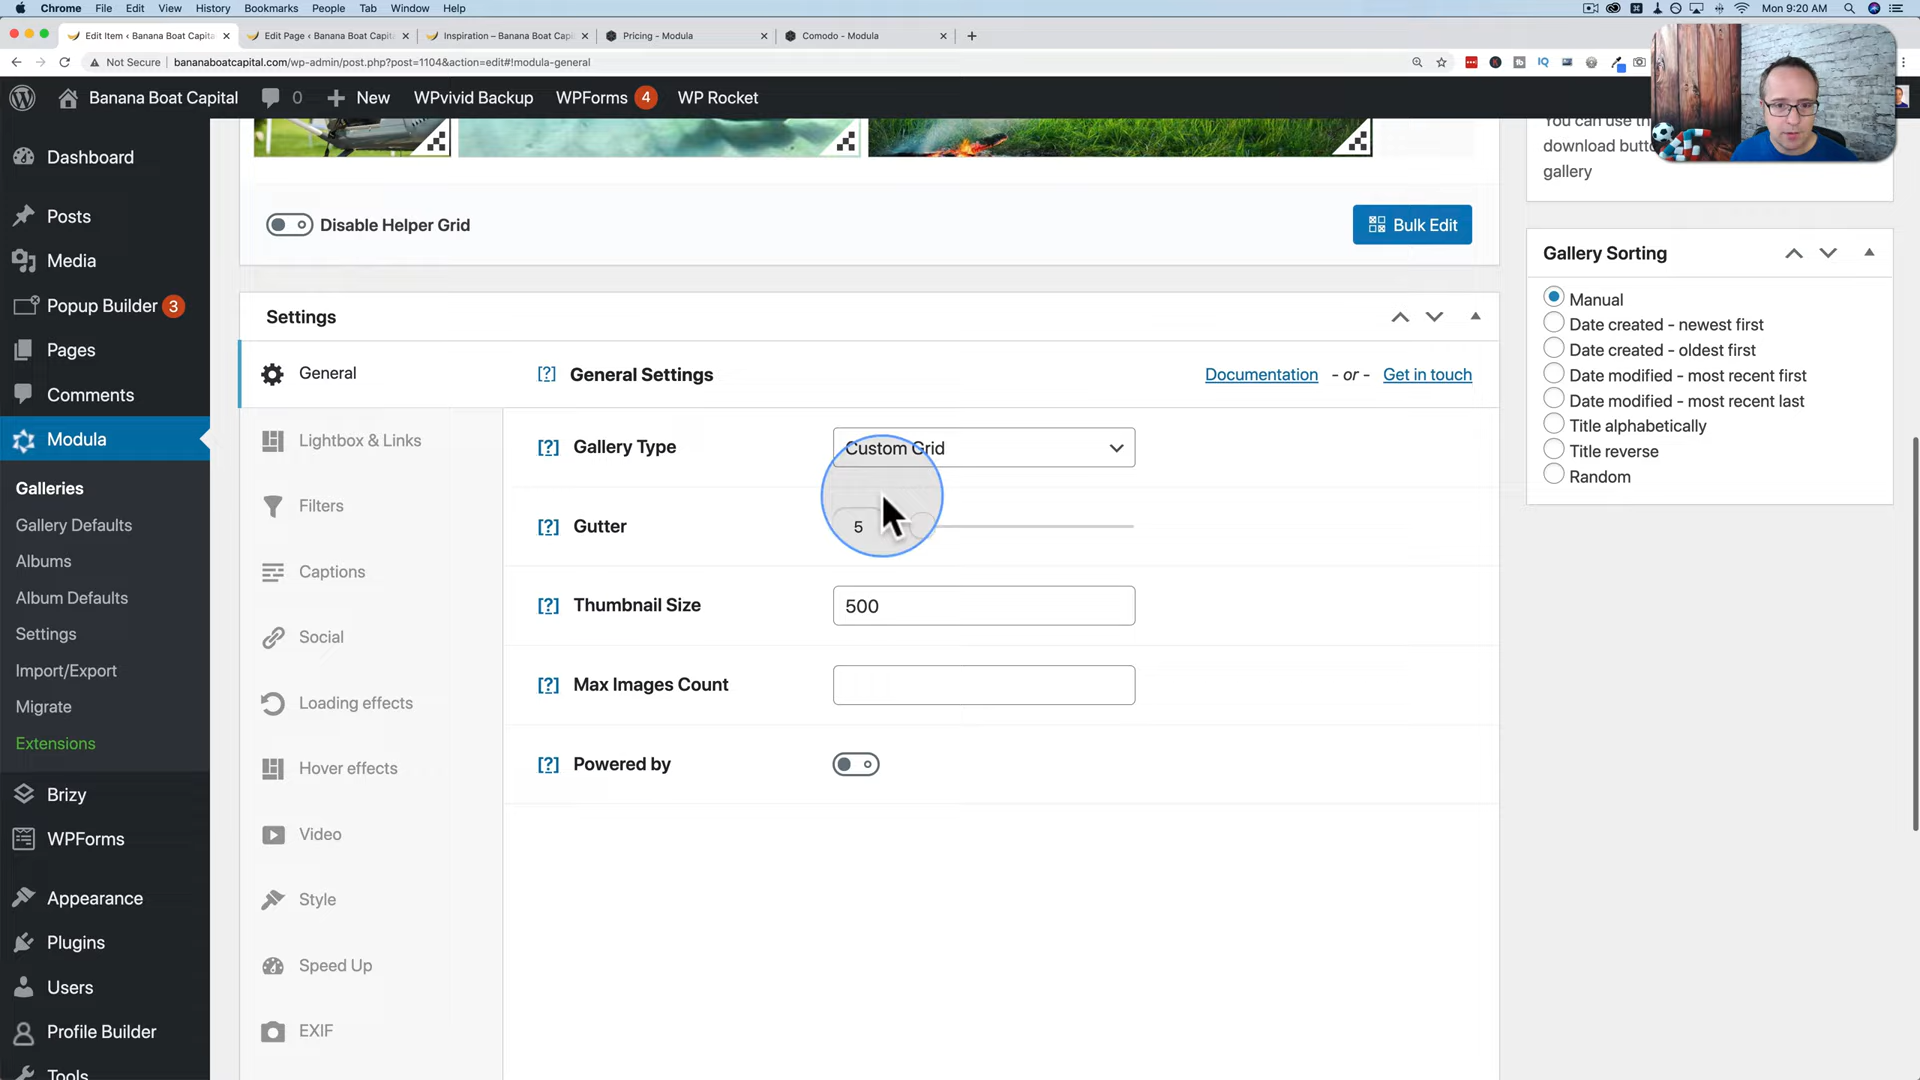 Chrome File Edit View History Bookmarks People Tab Window Help Mon 9:20 AM
Edit Item ‹ Banana Boat Capita Edit Page ‹ Banana Boat Capita Inspiration – Banana Boat Capi Pricing - Modula Comodo - Modula
Not Secure bananaboatcapital.com/wp-admin/post.php?post=1104&action=edit#!modula-general
Banana Boat Capital 0 New WPvivid Backup WPForms 4 WP Rocket
Dashboard
Posts
Media
Popup Builder 3
Pages
Comments
Modula
Galleries
Gallery Defaults
Albums
Album Defaults
Settings
Import/Export
Migrate
Extensions
Brizy
WPForms
Appearance
Plugins
Users
Profile Builder
Tools
Disable Helper Grid
Bulk Edit
Settings
General
Lightbox & Links
Filters
Captions
Social
Loading effects
Hover effects
Video
Style
Speed Up
EXIF
[?] General Settings Documentation - or - Get in touch
[?] Gallery Type Custom Grid
[?] Gutter 5
[?] Thumbnail Size 500
[?] Max Images Count
[?] Powered by
You can use th
download butt
gallery
Gallery Sorting
Manual
Date created - newest first
Date created - oldest first
Date modified - most recent first
Date modified - most recent last
Title alphabetically
Title reverse
Random